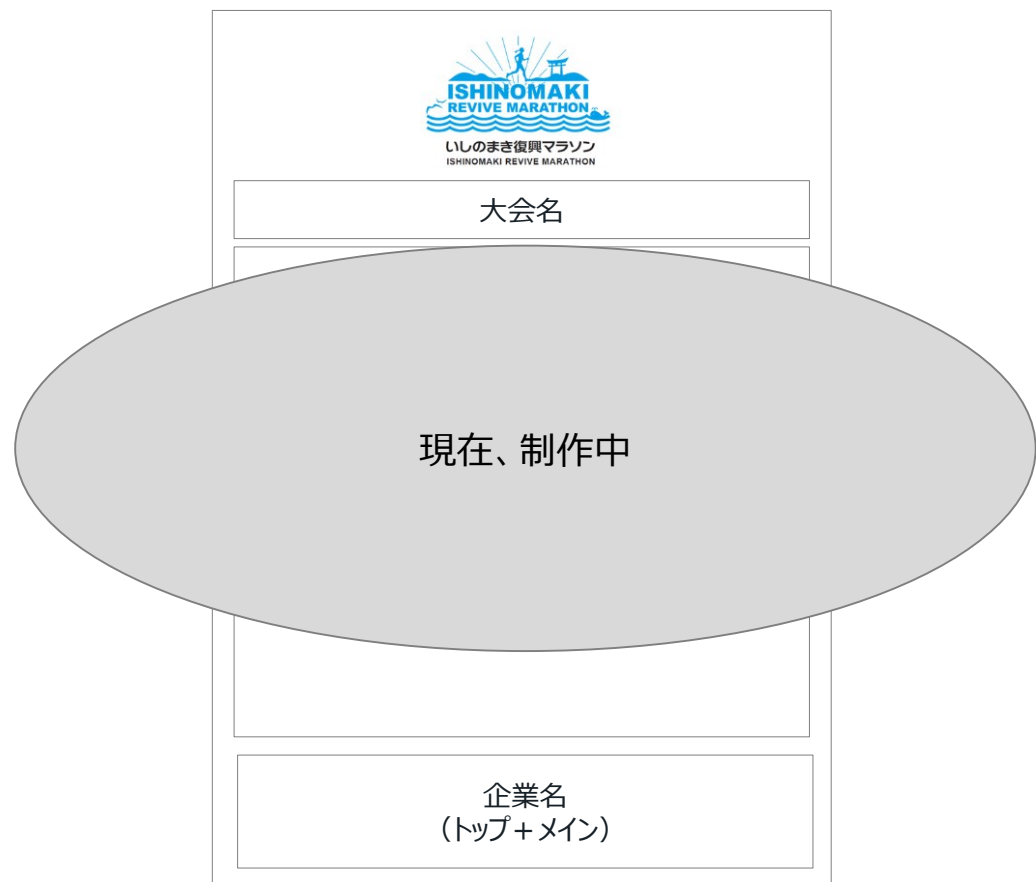 ISHINOMAKI
REVIVE MARATHON
いしのまき復興マラソン
ISHINOMAKI REVIVE MARATHON
大会名
現在、制作中
企業名
（トップ＋メイン）